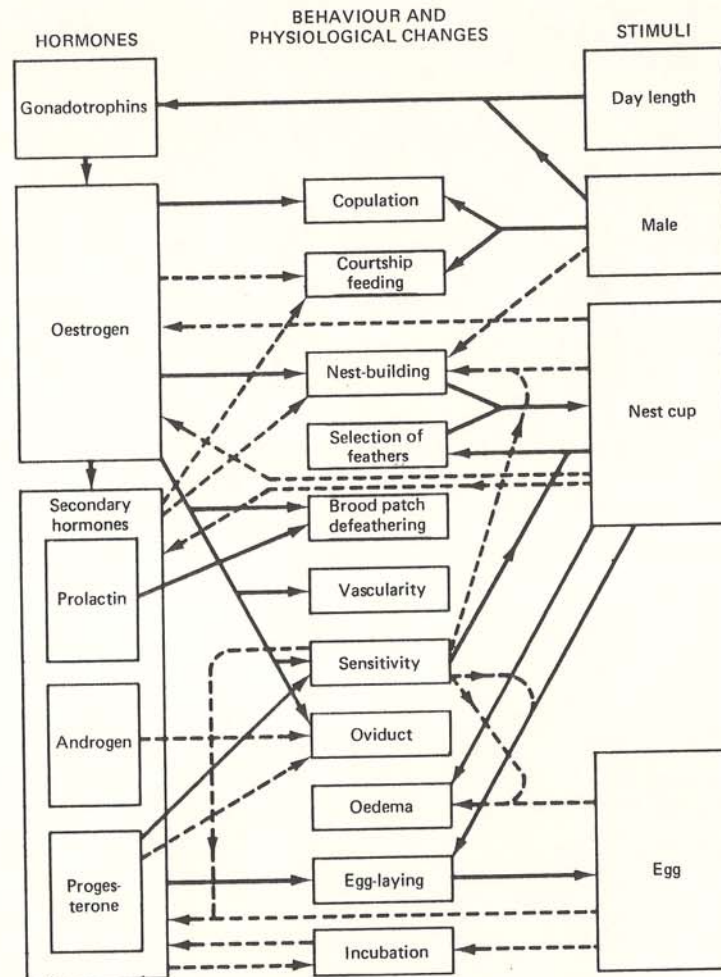 HORMONES
BEHAVIOUR AND
PHYSIOLOGICAL CHANGES
STIMULI
Gonadotrophins
Day length
Oestrogen
Copulation
Male
Courtship
feeding
Nest-building
Nest cup
Selection of
feathers
Secondary
hormones
Brood patch
defeathering
Prolactin
Vascularity
Sensitivity
Androgen
Oviduct
Oedema
Proges-
terone
Egg-laying
Egg
Incubation